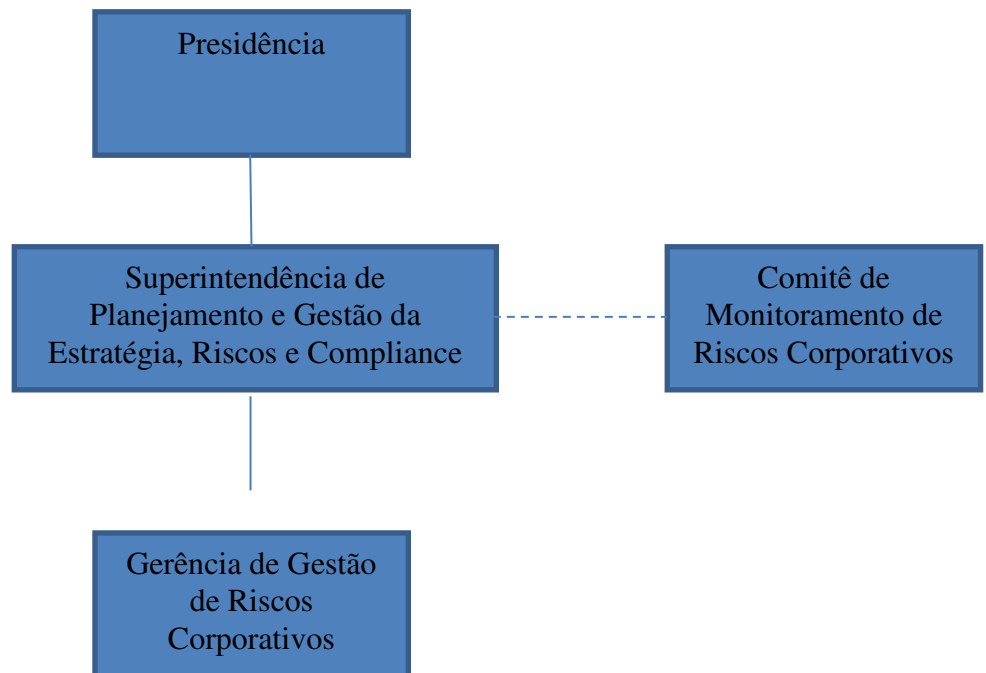 Presidência
Superintendência de
Planejamento e Gestão da
Estratégia, Riscos e Compliance
Comitê de
Monitoramento de
Riscos Corporativos
Gerência de Gestão
de Riscos
Corporativos